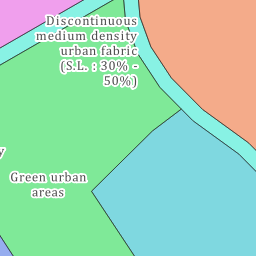 Discontinuous
medium density
urban fabric
(S.L. : 30% -
50%)
y
Green urban
areas